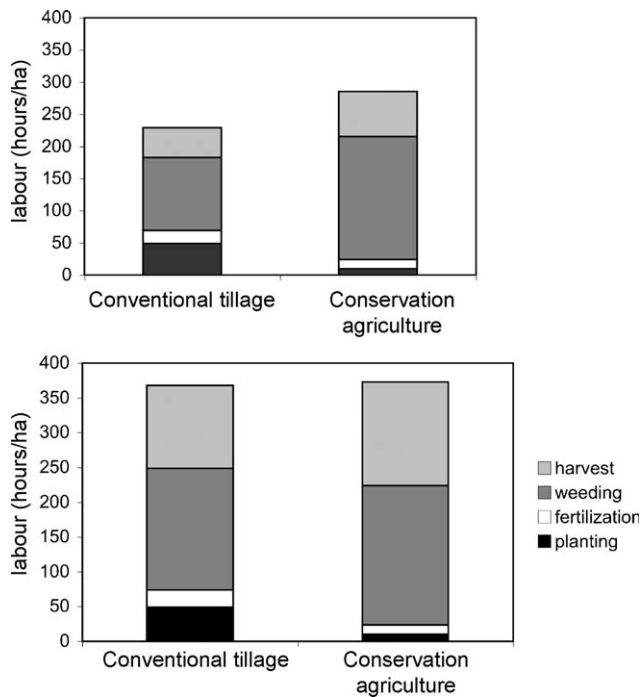 400
350
300
250
200
150
100
50
0
labour (hours/ha)
Conventional tillage
Conservation
agriculture
400
350
300
250
200
150
100
50
0
labour (hours/ha)
Conventional tillage
Conservation
agriculture
harvest
weeding
fertilization
planting